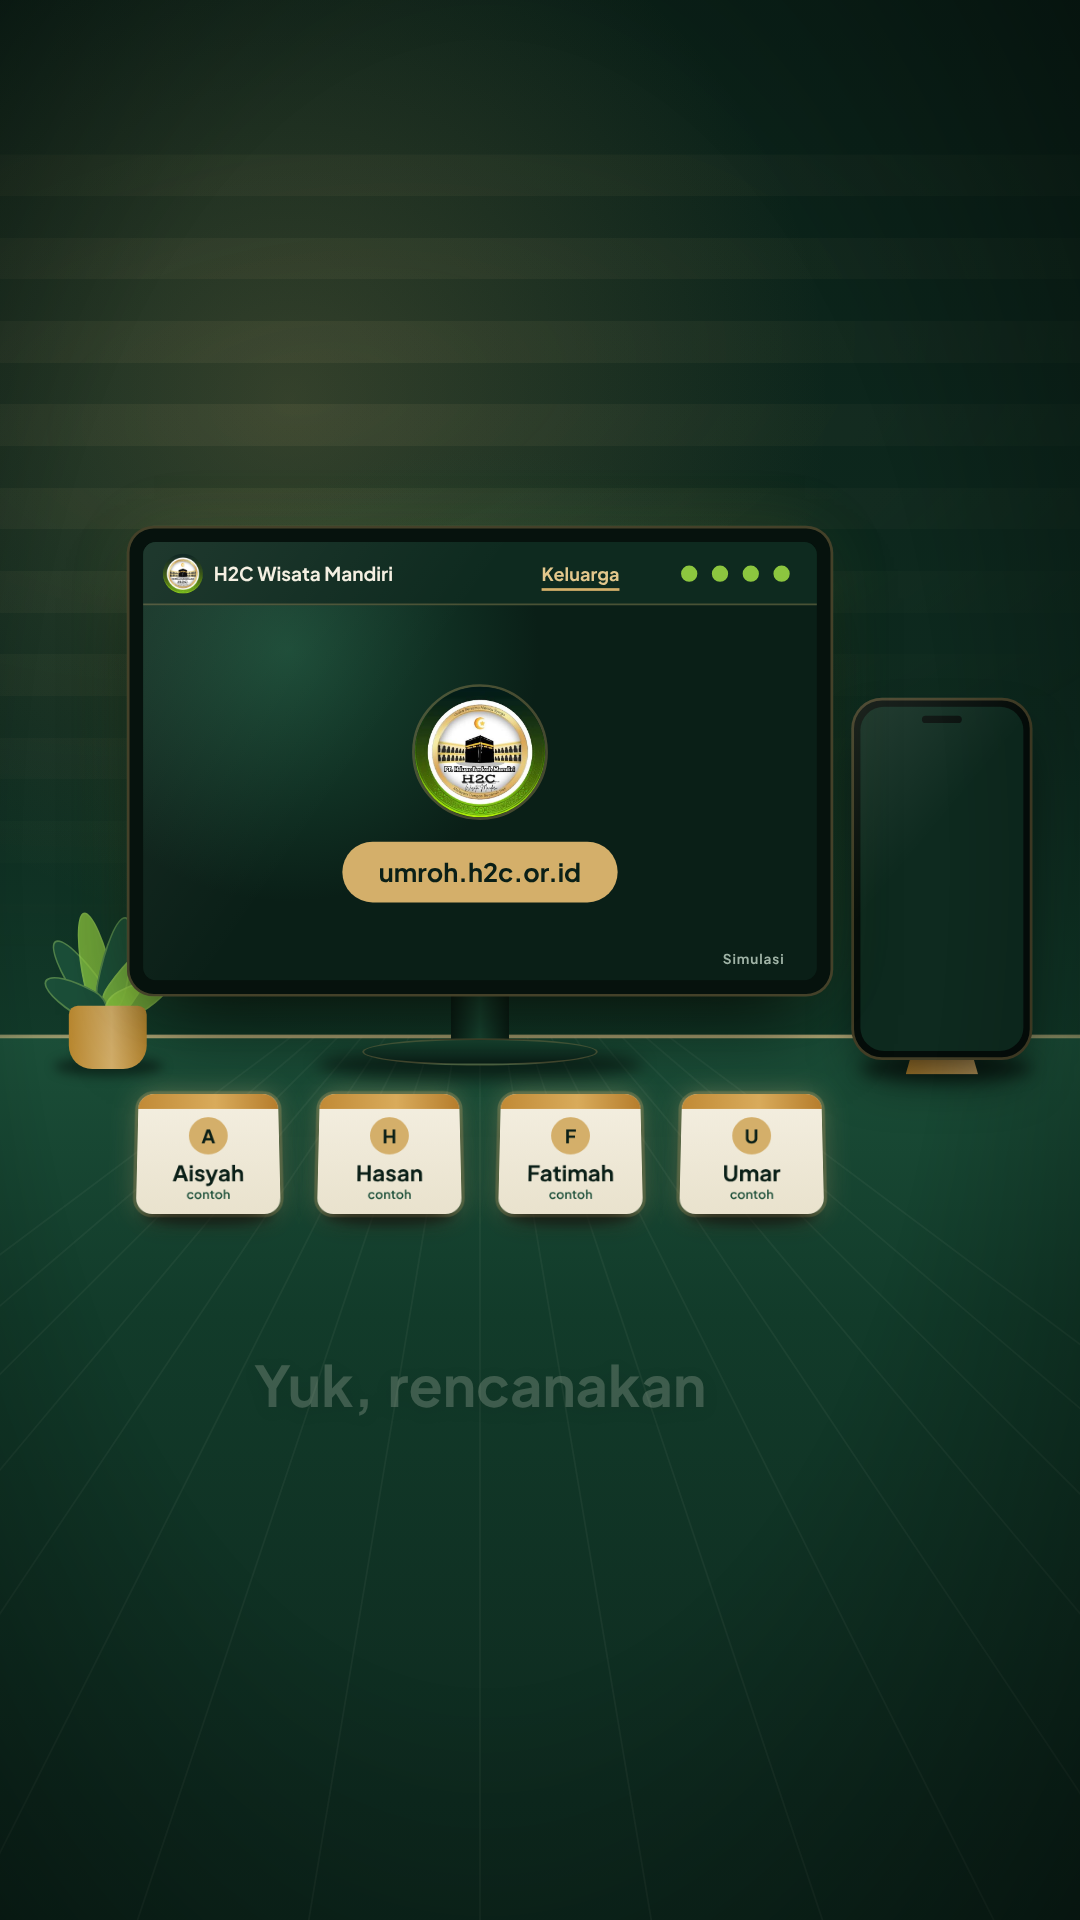 H2C Wisata Mandiri
Keluarga
H2C
umroh.h2c.or.id
Simulasi
A
Aisyah
contoh
H
Hasan
contoh
F
Fatimah
contoh
U
Umar
contoh
Yuk, rencanakan